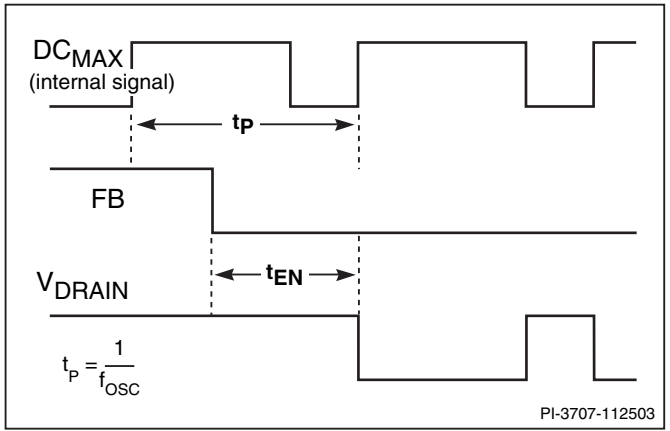 DCMAX
(internal signal)
tP
FB
tEN
VDRAIN
tP = 1
fOSC
PI-3707-112503